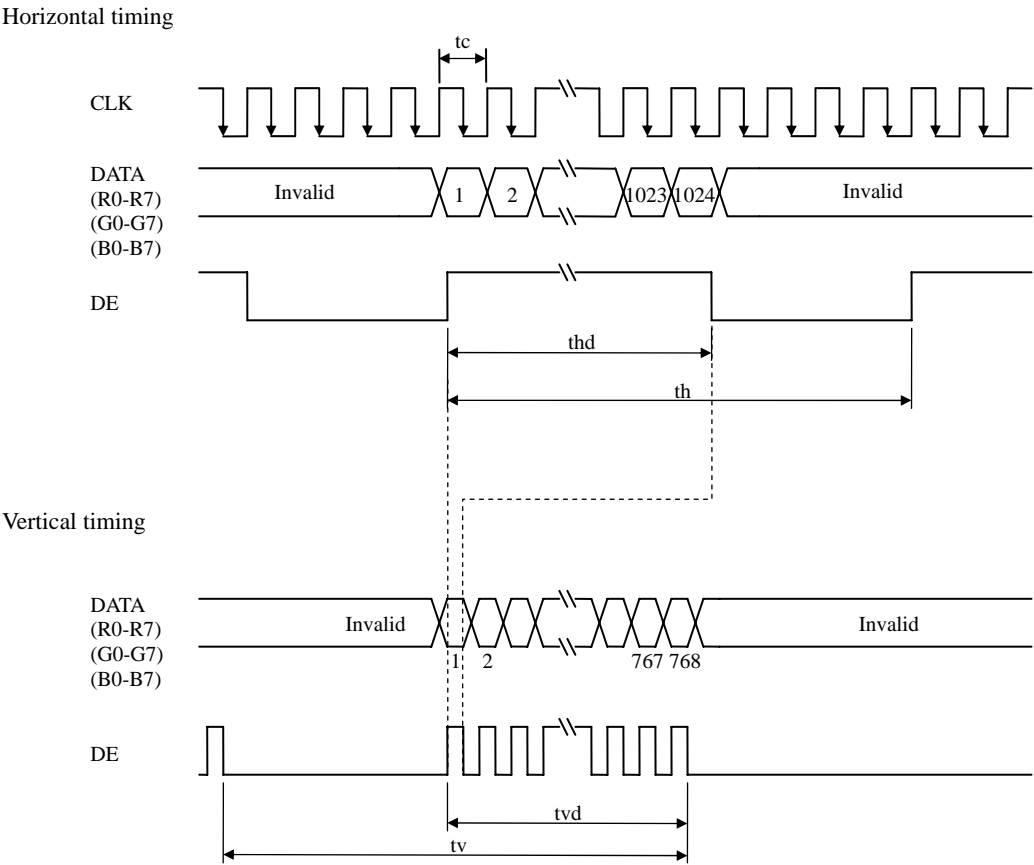 Horizontal timing
tc
CLK
DATA
(R0-R7)
(G0-G7)
(B0-B7)
Invalid
1
2
1023
1024
Invalid
DE
thd
th
Vertical timing
DATA
(R0-R7)
(G0-G7)
(B0-B7)
Invalid
1
2
767
768
Invalid
DE
tvd
tv